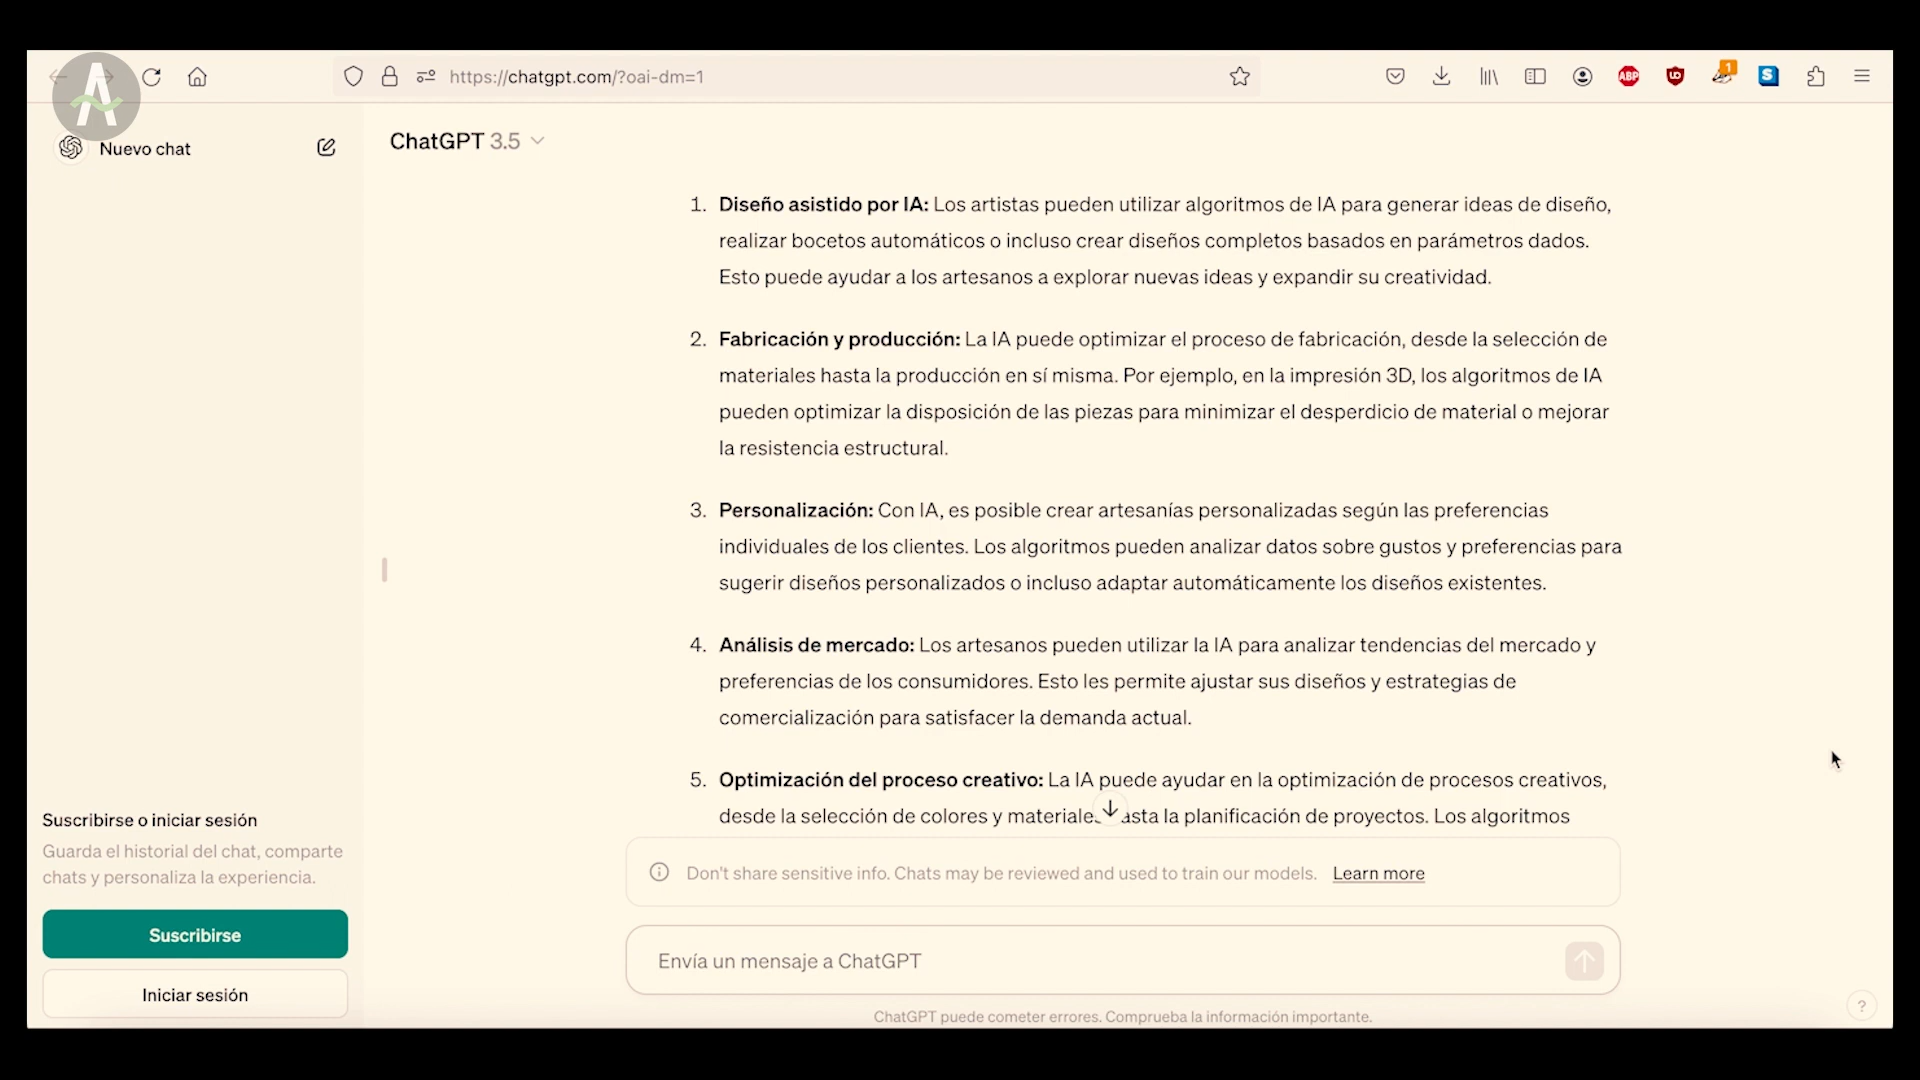 https://chatgpt.com/?oai-dm=1
ABP
1
S
Nuevo chat
ChatGPT 3.5
1. Diseño asistido por IA: Los artistas pueden utilizar algoritmos de IA para generar ideas de diseño,
realizar bocetos automáticos o incluso crear diseños completos basados en parámetros dados.
Esto puede ayudar a los artesanos a explorar nuevas ideas y expandir su creatividad.
2. Fabricación y producción: La IA puede optimizar el proceso de fabricación, desde la selección de
materiales hasta la producción en sí misma. Por ejemplo, en la impresión 3D, los algoritmos de IA
pueden optimizar la disposición de las piezas para minimizar el desperdicio de material o mejorar
la resistencia estructural.
3. Personalización: Con IA, es posible crear artesanías personalizadas según las preferencias
individuales de los clientes. Los algoritmos pueden analizar datos sobre gustos y preferencias para
sugerir diseños personalizados o incluso adaptar automáticamente los diseños existentes.
4. Análisis de mercado: Los artesanos pueden utilizar la IA para analizar tendencias del mercado y
preferencias de los consumidores. Esto les permite ajustar sus diseños y estrategias de
comercialización para satisfacer la demanda actual.
5. Optimización del proceso creativo: La IA puede ayudar en la optimización de procesos creativos,
desde la selección de colores y materiales hasta la planificación de proyectos. Los algoritmos
Suscribirse o iniciar sesión
Guarda el historial del chat, comparte
chats y personaliza la experiencia.
Suscribirse
Iniciar sesión
Don't share sensitive info. Chats may be reviewed and used to train our models. Learn more
Envía un mensaje a ChatGPT
ChatGPT puede cometer errores. Comprueba la información importante.
?